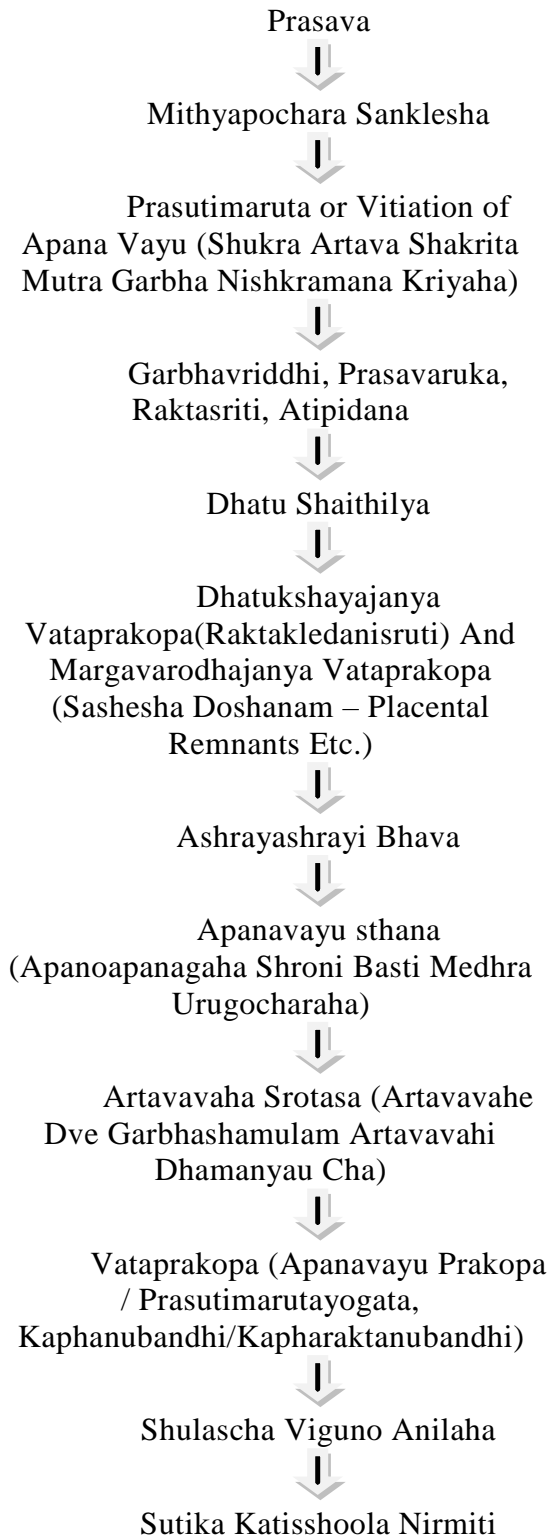 Prasava
Mithyapochara Sanklesha
Prasutimaruta or Vitiation of
Apana Vayu (Shukra Artava Shakrita
Mutra Garbha Nishkramana Kriyaha)
Garbhavriddhi, Prasavaruka,
Raktasriti, Atipidana
Dhatu Shaithilya
Dhatukshayajanya
Vataprakopa(Raktakledanisruti) And
Margavarodhajanya Vataprakopa
(Sashesha Doshanam – Placental
Remnants Etc.)
Ashrayashrayi Bhava
Apanavayu sthana
(Apanoapanagaha Shroni Basti Medhra
Urugocharaha)
Artavavaha Srotasa (Artavavahe
Dve Garbhashamulam Artavavahi
Dhamanyau Cha)
Vataprakopa (Apanavayu Prakopa
/ Prasutimarutayogata,
Kaphanubandhi/Kapharaktanubandhi)
Shulascha Viguno Anilaha
Sutika Katisshoola Nirmiti